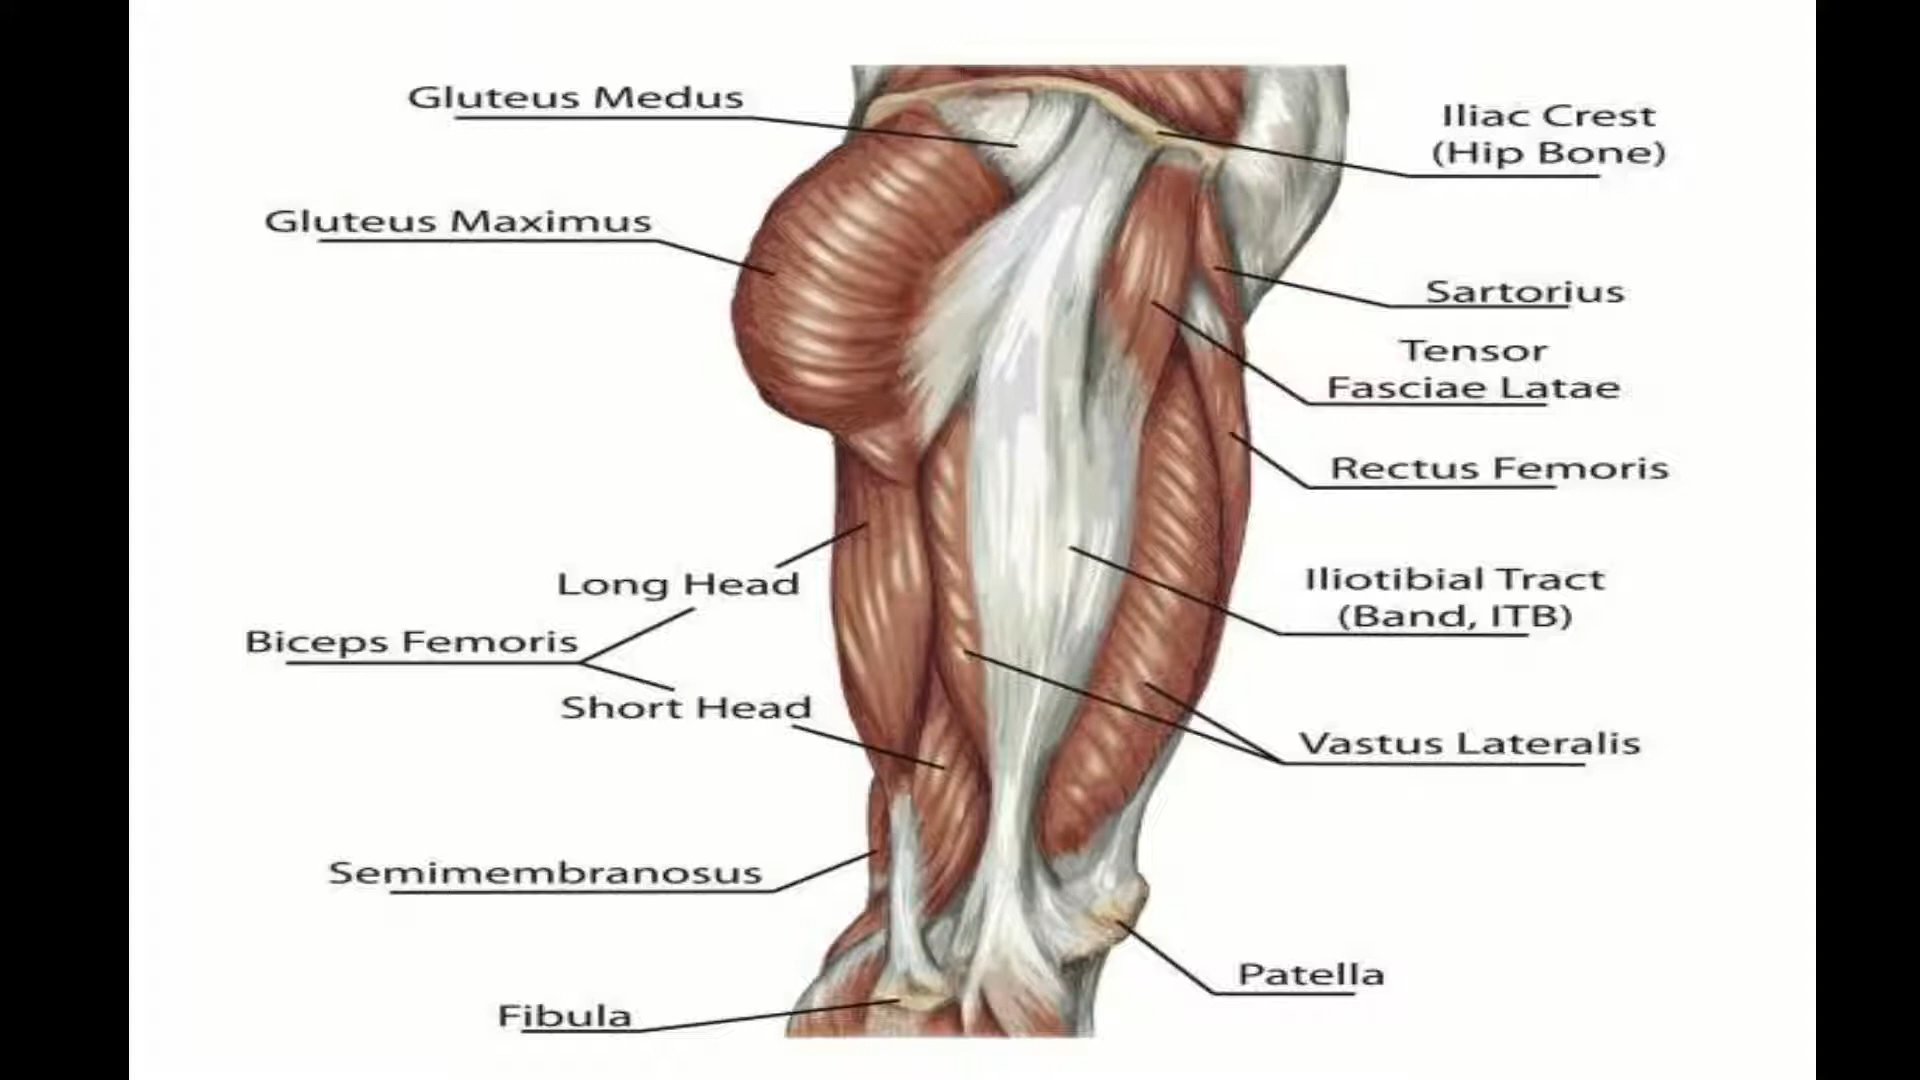 Gluteus Medus
Gluteus Maximus
Long Head
Biceps Femoris
Short Head
Semimembranosus
Fibula
Iliac Crest
(Hip Bone)
Sartorius
Tensor
Fasciae Latae
Rectus Femoris
Iliotibial Tract
(Band, ITB)
Vastus Lateralis
Patella